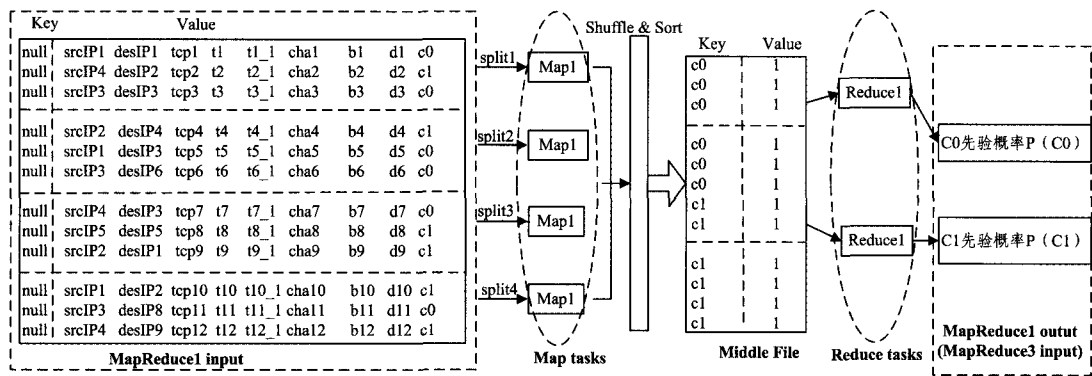 Key Value
null srcIP1 desIP1 tcp1 t1 t1_1 cha1 b1 d1 c0
null srcIP4 desIP2 tcp2 t2 t2_1 cha2 b2 d2 c1
null srcIP3 desIP3 tcp3 t3 t3_1 cha3 b3 d3 c0
null srcIP2 desIP4 tcp4 t4 t4_1 cha4 b4 d4 c1
null srcIP1 desIP3 tcp5 t5 t5_1 cha5 b5 d5 c0
null srcIP3 desIP6 tcp6 t6 t6_1 cha6 b6 d6 c0
null srcIP4 desIP3 tcp7 t7 t7_1 cha7 b7 d7 c0
null srcIP5 desIP5 tcp8 t8 t8_1 cha8 b8 d8 c1
null srcIP2 desIP1 tcp9 t9 t9_1 cha9 b9 d9 c1
null srcIP1 desIP2 tcp10 t10 t10_1 cha10 b10 d10 c1
null srcIP3 desIP8 tcp11 t11 t11_1 cha11 b11 d11 c0
null srcIP4 desIP9 tcp12 t12 t12_1 cha12 b12 d12 c1
MapReduce1 input
split1
split2
split3
split4
Map1
Map1
Map1
Map1
Map tasks
Shuffle & Sort
Key Value
c0 1
c0 1
c0 1
c0 1
c0 1
c0 1
c1 1
c1 1
c1 1
c1 1
c1 1
c1 1
Middle File
Reduce1
Reduce1
Reduce tasks
C0先验概率P（C0）
C1先验概率P（C1）
MapReduce1 outut
(MapReduce3 input)